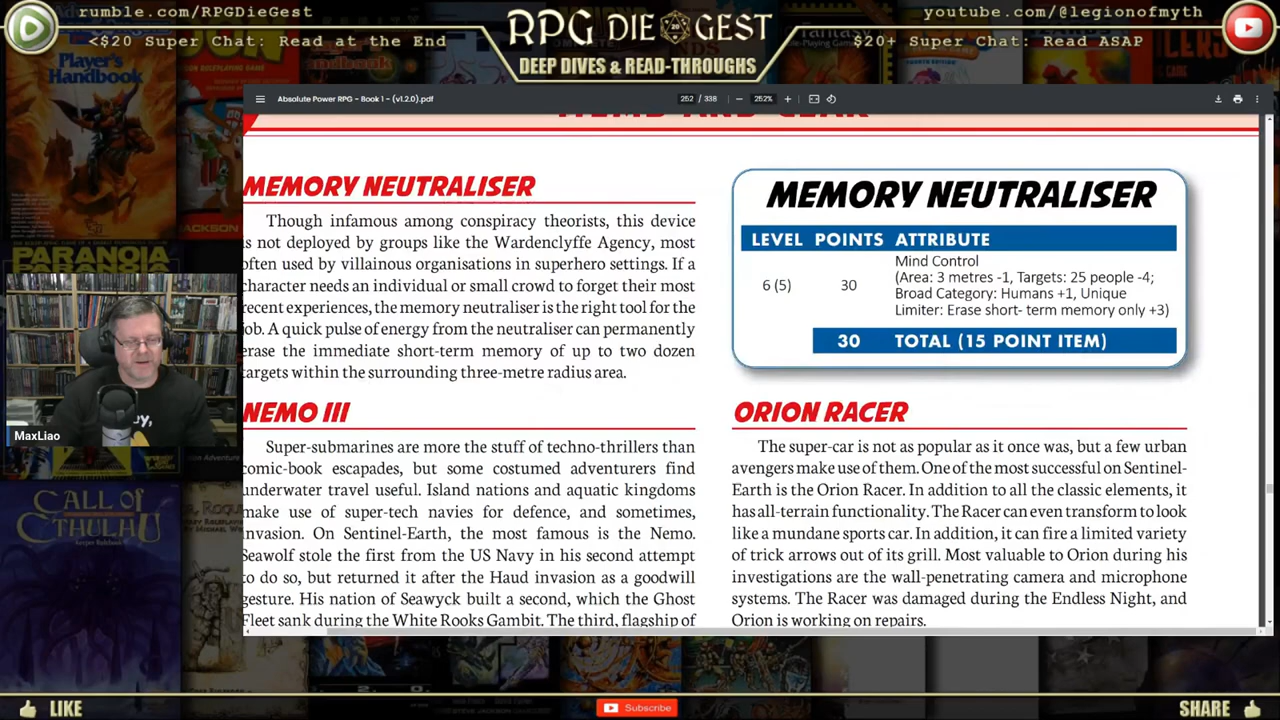 rumble.com/RPGDieGest
<$20 Super Chat: Read at the End
RPG DIE GEST
DEEP DIVES & READ-THROUGHS
youtube.com/@legionofmyth
$20+ Super Chat: Read ASAP
Player's
Handbook
Absolute Power RPG - Book 1 - (v1.2.0).pdf
252 / 338
252%
ITEMS AND GEAR
MEMORY NEUTRALISER
Though infamous among conspiracy theorists, this device
is not deployed by groups like the Wardenclyffe Agency, most
often used by villainous organisations in superhero settings. If a
character needs an individual or small crowd to forget their most
recent experiences, the memory neutraliser is the right tool for the
job. A quick pulse of energy from the neutraliser can permanently
erase the immediate short-term memory of up to two dozen
targets within the surrounding three-metre radius area.
NEMO III
Super-submarines are more the stuff of techno-thrillers than
comic-book escapades, but some costumed adventurers find
underwater travel useful. Island nations and aquatic kingdoms
make use of super-tech navies for defence, and sometimes,
invasion. On Sentinel-Earth, the most famous is the Nemo.
Seawolf stole the first from the US Navy in his second attempt
to do so, but returned it after the Haud invasion as a goodwill
gesture. His nation of Seawyck built a second, which the Ghost
Fleet sank during the White Rooks Gambit. The third, flagship of
MEMORY NEUTRALISER
LEVEL POINTS ATTRIBUTE
6 (5) 30 Mind Control
(Area: 3 metres -1, Targets: 25 people -4;
Broad Category: Humans +1, Unique
Limiter: Erase short- term memory only +3)
30 TOTAL (15 POINT ITEM)
ORION RACER
The super-car is not as popular as it once was, but a few urban
avengers make use of them. One of the most successful on Sentinel-
Earth is the Orion Racer. In addition to all the classic elements, it
has all-terrain functionality. The Racer can even transform to look
like a mundane sports car. In addition, it can fire a limited variety
of trick arrows out of its grill. Most valuable to Orion during his
investigations are the wall-penetrating camera and microphone
systems. The Racer was damaged during the Endless Night, and
Orion is working on repairs.
PARANOIA
MaxLiao
CALL OF
CTHULHU
LIKE
Subscribe
SHARE